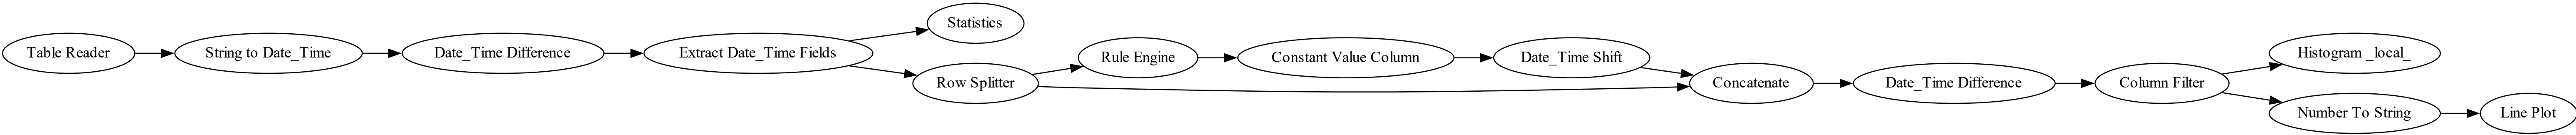 Table Reader
String to Date_Time
Date_Time Difference
Extract Date_Time Fields
Statistics
Row Splitter
Rule Engine
Constant Value Column
Date_Time Shift
Concatenate
Date_Time Difference
Column Filter
Histogram _local_
Number To String
Line Plot